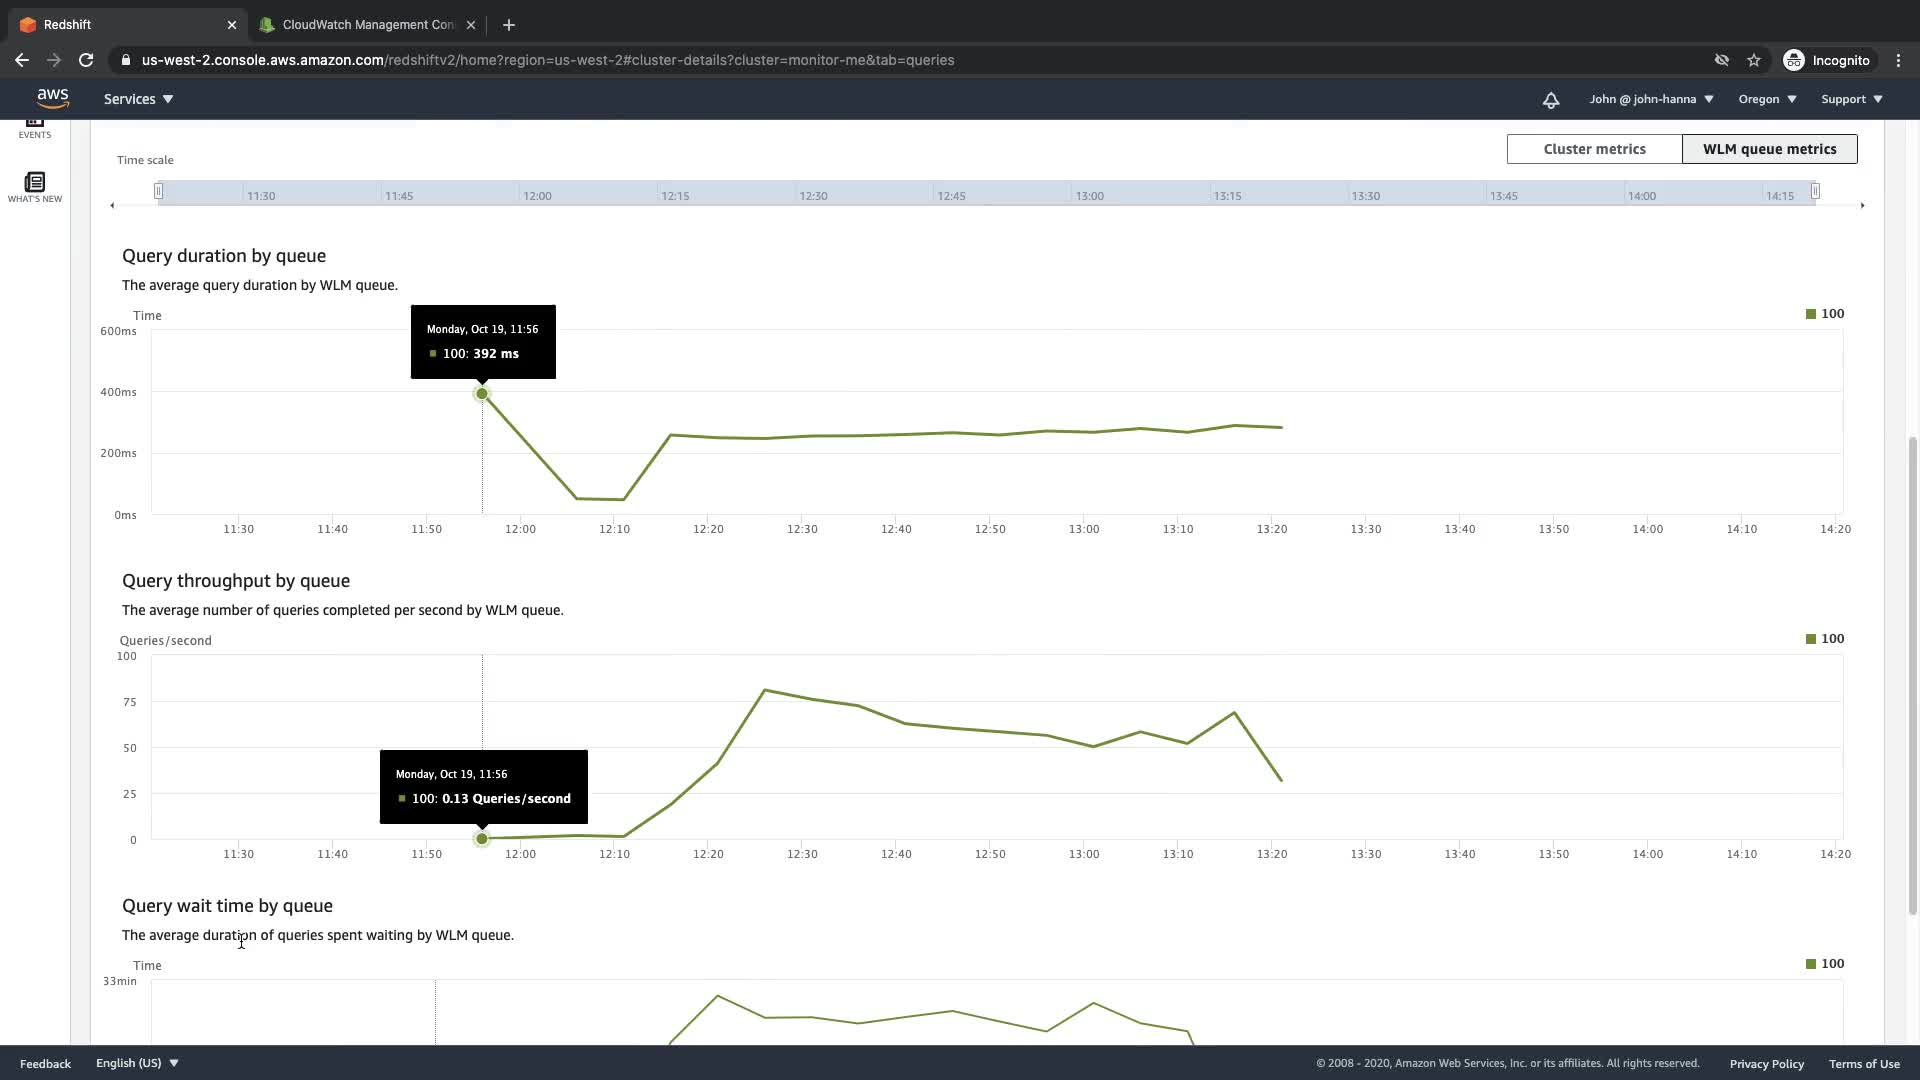 Redshift
CloudWatch Management Con
us-west-2.console.aws.amazon.com/redshiftv2/home?region=us-west-2#cluster-details?cluster=monitor-me&tab=queries
Incognito
aws
Services
John @ john-hanna
Oregon
Support
EVENTS
WHAT'S NEW
Cluster metrics
WLM queue metrics
Time scale
11:30 11:45 12:00 12:15 12:30 12:45 13:00 13:15 13:30 13:45 14:00 14:15
Query duration by queue
The average query duration by WLM queue.
Time
100
Monday, Oct 19, 11:56
100: 392 ms
600ms
400ms
200ms
0ms
11:30 11:40 11:50 12:00 12:10 12:20 12:30 12:40 12:50 13:00 13:10 13:20 13:30 13:40 13:50 14:00 14:10 14:20
Query throughput by queue
The average number of queries completed per second by WLM queue.
Queries/second
100
100
75
50
25
0
Monday, Oct 19, 11:56
100: 0.13 Queries/second
11:30 11:40 11:50 12:00 12:10 12:20 12:30 12:40 12:50 13:00 13:10 13:20 13:30 13:40 13:50 14:00 14:10 14:20
Query wait time by queue
The average duration of queries spent waiting by WLM queue.
Time
100
33min
Feedback
English (US)
© 2008 - 2020, Amazon Web Services, Inc. or its affiliates. All rights reserved.
Privacy Policy
Terms of Use